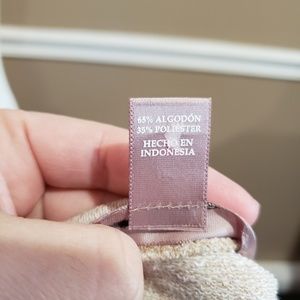 65% ALGODÓN
35% POLIÉSTER
HECHO EN
INDONESIA